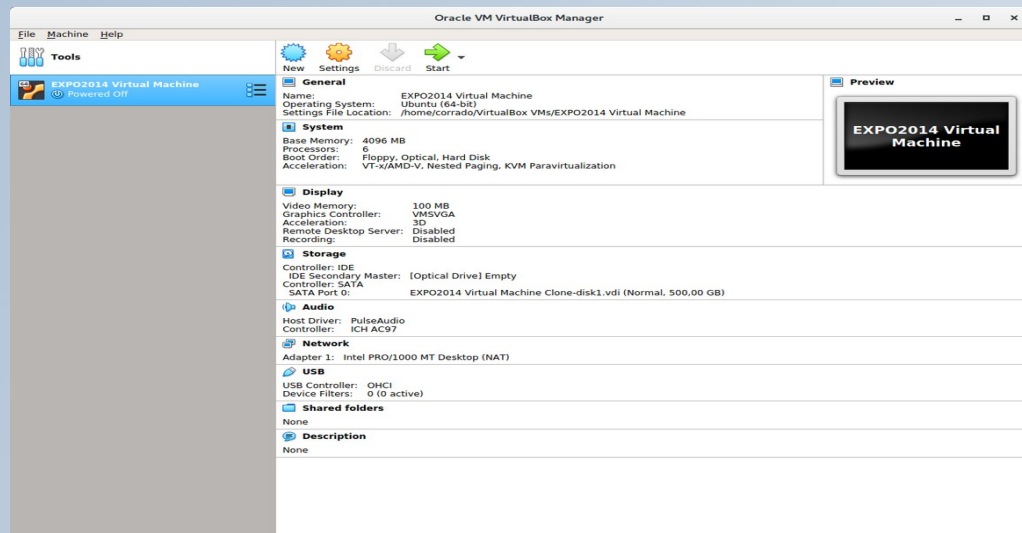 Oracle VM VirtualBox Manager
File Machine Help
Tools
EXPO2014 Virtual Machine
Powered Off
New Settings Discard Start
General
Name: EXPO2014 Virtual Machine
Operating System: Ubuntu (64-bit)
Settings File Location: /home/corrado/VirtualBox VMs/EXPO2014 Virtual Machine
Preview
EXPO2014 Virtual
Machine
System
Base Memory: 4096 MB
Processors: 6
Boot Order: Floppy, Optical, Hard Disk
Acceleration: VT-x/AMD-V, Nested Paging, KVM Paravirtualization
Display
Video Memory: 100 MB
Graphics Controller: VMSVGA
Acceleration: 3D
Remote Desktop Server: Disabled
Recording: Disabled
Storage
Controller: IDE
IDE Secondary Master: [Optical Drive] Empty
Controller: SATA
SATA Port 0: EXPO2014 Virtual Machine Clone-disk1.vdi (Normal, 500,00 GB)
Audio
Host Driver: PulseAudio
Controller: ICH AC97
Network
Adapter 1: Intel PRO/1000 MT Desktop (NAT)
USB
USB Controller: OHCI
Device Filters: 0 (0 active)
Shared folders
None
Description
None